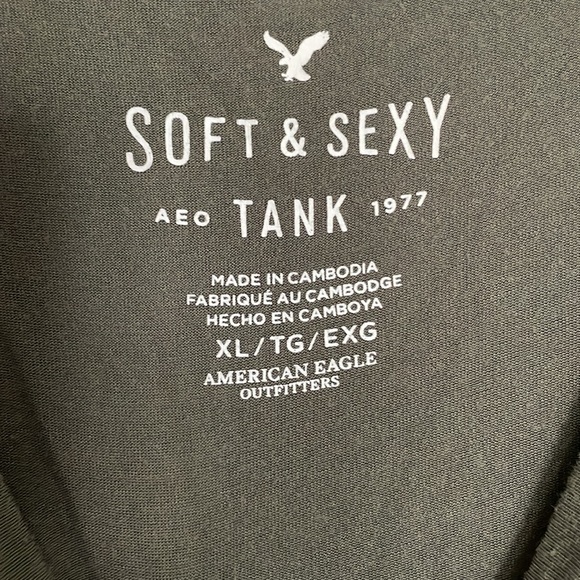 SOFT & SEXY
AEO TANK 1977
MADE IN CAMBODIA
FABRIQUÉ AU CAMBODGE
HECHO EN CAMBOYA
XL/TG/EXG
AMERICAN EAGLE
OUTFITTERS